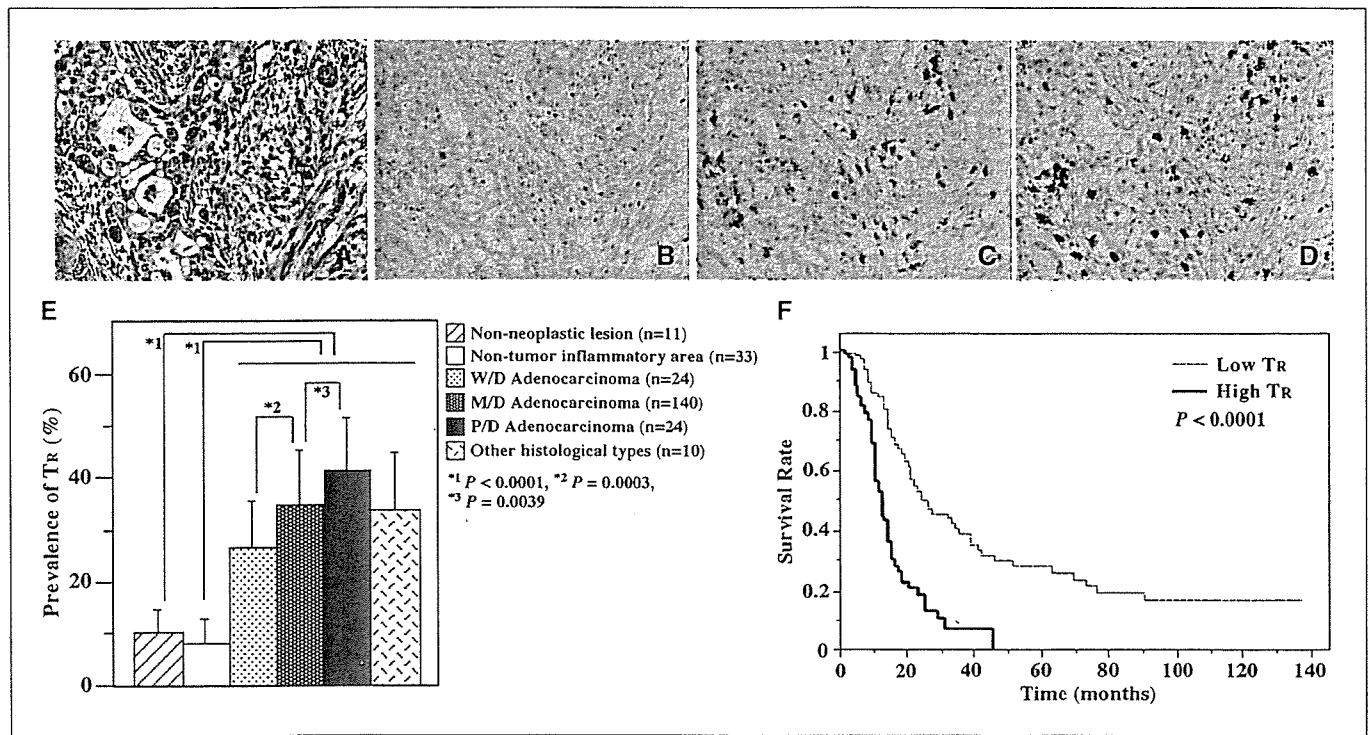 A
B
C
D
E
Prevalence of TR (%)
60
40
20
0
*1
*1
*2
*3
Non-neoplastic lesion (n=11)
Non-tumor inflammatory area (n=33)
W/D Adenocarcinoma (n=24)
M/D Adenocarcinoma (n=140)
P/D Adenocarcinoma (n=24)
Other histological types (n=10)
*1 P < 0.0001, *2 P = 0.0003,
*3 P = 0.0039
F
Survival Rate
1
0.8
0.6
0.4
0.2
0
Low TR
High TR
P < 0.0001
0 20 40 60 80 100 120 140
Time (months)